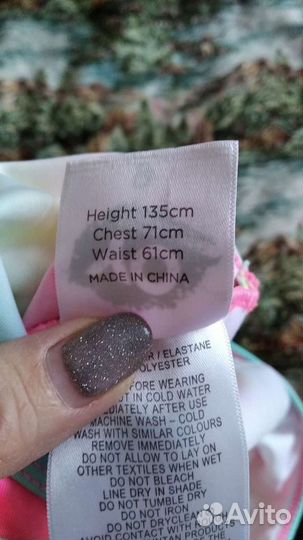 Height 135cm
Chest 71cm
Waist 61cm
MADE IN CHINA
/ ELASTANE
POLYESTER
BEFORE WEARING
IN COLD WATER
IMMEDIATELY AFTER USE
MACHINE WASH – COLD
WASH WITH SIMILAR COLOURS
REMOVE IMMEDIATELY
DO NOT ALLOW TO LAY ON
OTHER TEXTILES WHEN WET
DO NOT BLEACH
LINE DRY IN SHADE
DO NOT TUMBLE DRY
DO NOT IRON
DO NOT DRYCLEAN
Avito